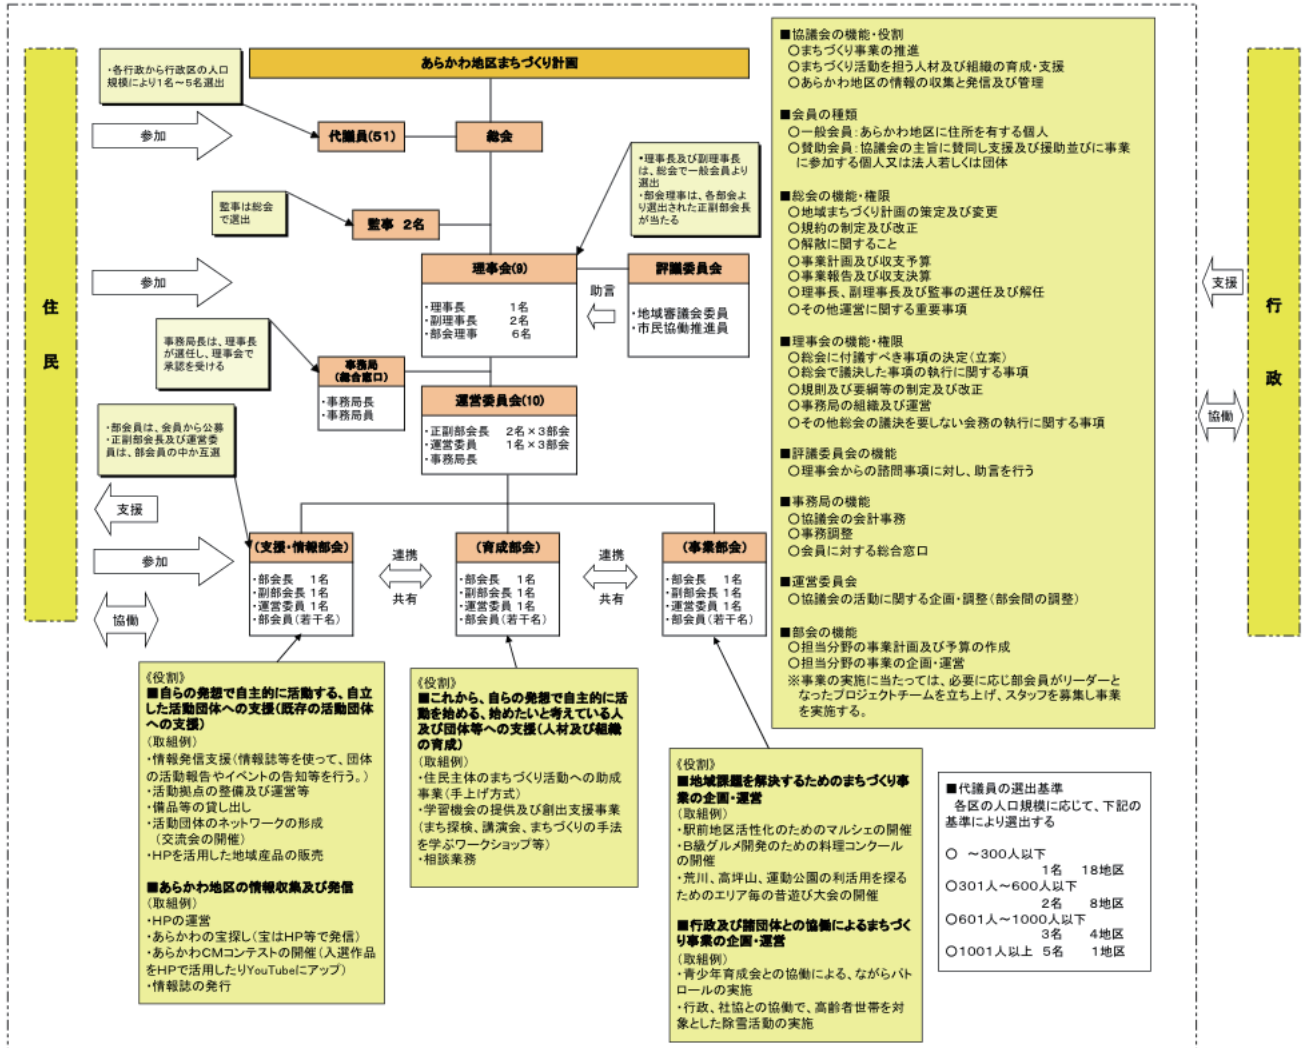 あらかわ地区まちづくり計画
・各行政から行政区の人口
規模により1名～5名選出
参加
代議員(51)
総会
監事は総会
で選出
監事 2名
・理事長及び副理事長
は、総会で一般会員より
選出
・部会理事は、各部会よ
り選出された正副部会長
が当たる
参加
理事会(9)
・理事長 1名
・副理事長 2名
・部会理事 6名
助言
評議委員会
・地域審議会委員
・市民協働推進員
事務局長は、理事長
が選任し、理事会で
承認を受ける
事務局
(総合窓口)
・事務局長
・事務局員
運営委員会(10)
・正副部会長 2名×3部会
・運営委員 1名×3部会
・事務局長
・部会員は、会員から公募
・正副部会長及び運営委
員は、部会員の中か互選
住
民
支援
参加
協働
(支援・情報部会)
・部会長 1名
・副部会長 1名
・運営委員 1名
・部会員(若干名)
連携
共有
(育成部会)
・部会長 1名
・副部会長 1名
・運営委員 1名
・部会員(若干名)
連携
共有
(事業部会)
・部会長 1名
・副部会長 1名
・運営委員 1名
・部会員(若干名)
《役割》
■自らの発想で自主的に活動する、自立
した活動団体への支援(既存の活動団体
への支援)
(取組例)
・情報発信支援(情報誌等を使って、団体
の活動報告やイベントの告知等を行う。)
・活動拠点の整備及び運営等
・備品等の貸し出し
・活動団体のネットワークの形成
(交流会の開催)
・HPを活用した地域産品の販売
■あらかわ地区の情報収集及び発信
(取組例)
・HPの運営
・あらかわの宝探し(宝はHP等で発信)
・あらかわCMコンテストの開催(入選作品
をHPで活用したりYouTubeにアップ)
・情報誌の発行
《役割》
■これから、自らの発想で自主的に活
動を始める、始めたいと考えている人
及び団体等への支援(人材及び組織
の育成)
(取組例)
・住民主体のまちづくり活動への助成
事業(手上げ方式)
・学習機会の提供及び創出支援事業
(まち探検、講演会、まちづくりの手法
を学ぶワークショップ等)
・相談業務
《役割》
■地域課題を解決するためのまちづくり事
業の企画・運営
(取組例)
・駅前地区活性化のためのマルシェの開催
・B級グルメ開発のための料理コンクール
の開催
・荒川、高坪山、運動公園の利活用を探る
ためのエリア毎の昔遊び大会の開催
■行政及び諸団体との協働によるまちづく
り事業の企画・運営
(取組例)
・青少年育成会との協働による、ながらパト
ロールの実施
・行政、社協との協働で、高齢者世帯を対
象とした除雪活動の実施
■協議会の機能・役割
○まちづくり事業の推進
○まちづくり活動を担う人材及び組織の育成・支援
○あらかわ地区の情報の収集と発信及び管理
■会員の種類
○一般会員：あらかわ地区に住所を有する個人
○賛助会員：協議会の主旨に賛同し支援及び援助並びに事業
に参加する個人又は法人若しくは団体
■総会の機能・権限
○地域まちづくり計画の策定及び変更
○規約の制定及び改正
○解散に関すること
○事業計画及び収支予算
○事業報告及び収支決算
○理事長、副理事長及び監事の選任及び解任
○その他運営に関する重要事項
■理事会の機能・権限
○総会に付議すべき事項の決定(立案)
○総会で議決した事項の執行に関する事項
○規則及び要綱等の制定及び改正
○事務局の組織及び運営
○その他総会の議決を要しない会務の執行に関する事項
■評議委員会の機能
○理事会からの諮問事項に対し、助言を行う
■事務局の機能
○協議会の会計事務
○事務調整
○会員に対する総合窓口
■運営委員会
○協議会の活動に関する企画・調整(部会間の調整)
■部会の機能
○担当分野の事業計画及び予算の作成
○担当分野の事業の企画・運営
※事業の実施に当たっては、必要に応じ部会員がリーダーと
なったプロジェクトチームを立ち上げ、スタッフを募集し事業
を実施する。
■代議員の選出基準
各区の人口規模に応じて、下記の
基準により選出する
○ ～300人以下
1名 18地区
○301人～600人以下
2名 8地区
○601人～1000人以下
3名 4地区
○1001人以上 5名 1地区
支援
協働
行
政